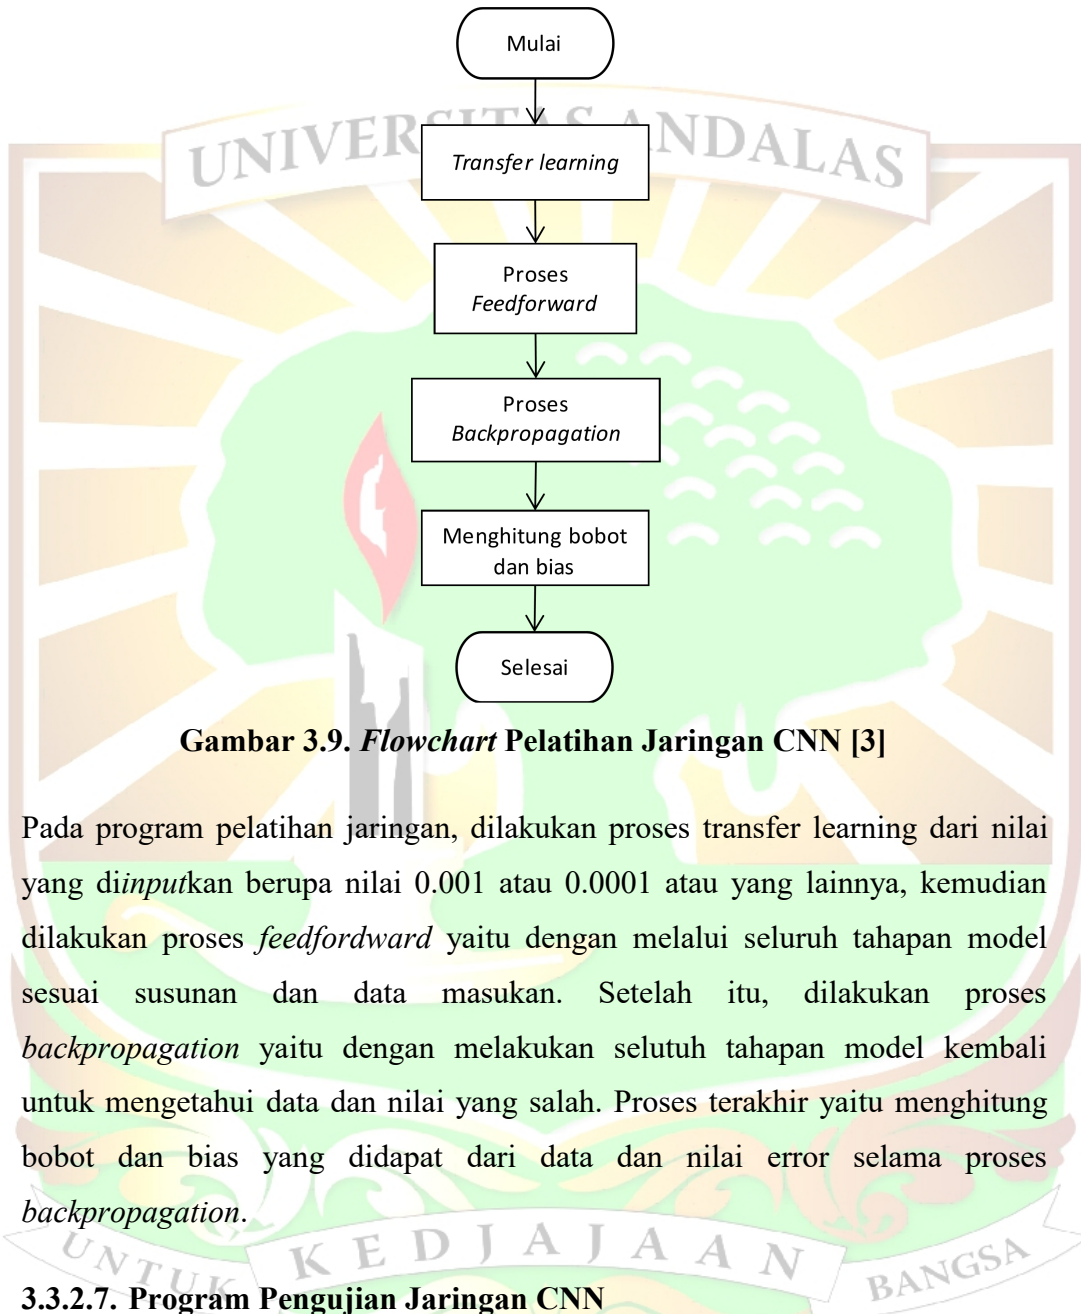 Mulai
UNIVERSITAS ANDALAS
Transfer learning
Proses
Feedforward
Proses
Backpropagation
Menghitung bobot
dan bias
Selesai
Gambar 3.9. Flowchart Pelatihan Jaringan CNN [3]
Pada program pelatihan jaringan, dilakukan proses transfer learning dari nilai
yang diinputkan berupa nilai 0.001 atau 0.0001 atau yang lainnya, kemudian
dilakukan proses feedfordward yaitu dengan melalui seluruh tahapan model
sesuai susunan dan data masukan. Setelah itu, dilakukan proses
backpropagation yaitu dengan melakukan selutuh tahapan model kembali
untuk mengetahui data dan nilai yang salah. Proses terakhir yaitu menghitung
bobot dan bias yang didapat dari data dan nilai error selama proses
backpropagation.
UNTUK KEDJAJAAN BANGSA
3.3.2.7. Program Pengujian Jaringan CNN